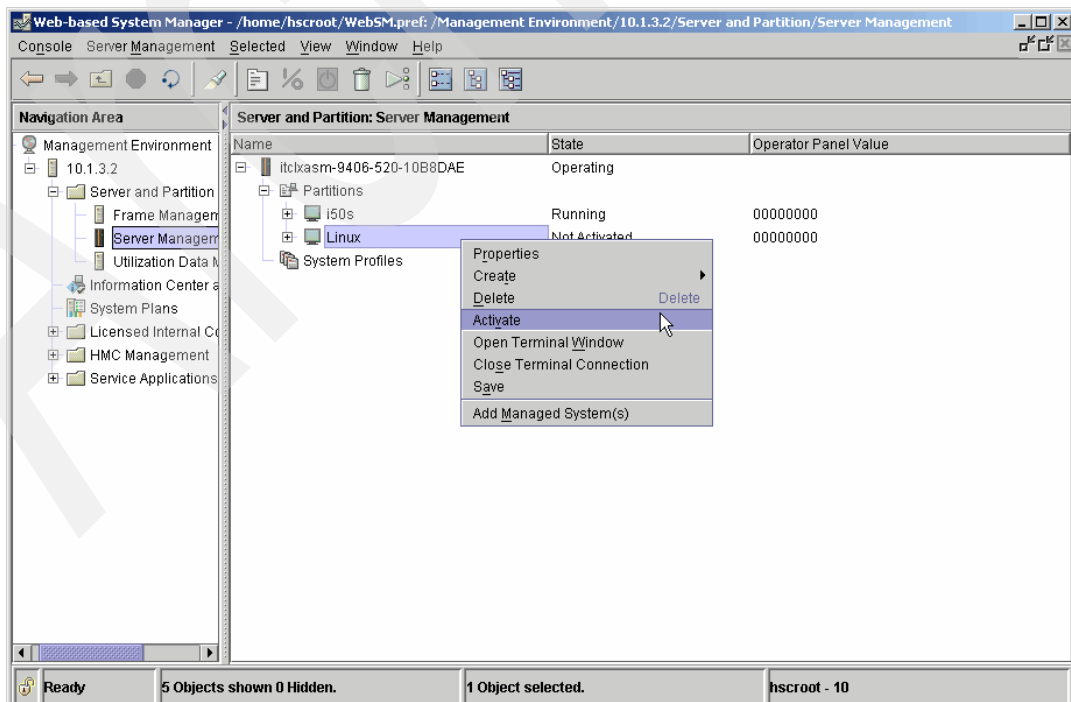 Web-based System Manager - /home/hscroot/WebSM.pref: /Management Environment/10.1.3.2/Server and Partition/Server Management
Console Server Management Selected View Window Help
Navigation Area
Server and Partition: Server Management
Management Environment
10.1.3.2
Server and Partition
Frame Managem
Server Managem
Utilization Data M
Information Center a
System Plans
Licensed Internal Co
HMC Management
Service Applications
Name State Operator Panel Value
itclxasm-9406-520-10B8DAE Operating
Partitions
i50s Running 00000000
Linux Not Activated 00000000
System Profiles
Properties
Create
Delete Delete
Activate
Open Terminal Window
Close Terminal Connection
Save
Add Managed System(s)
Ready 5 Objects shown 0 Hidden. 1 Object selected. hscroot - 10